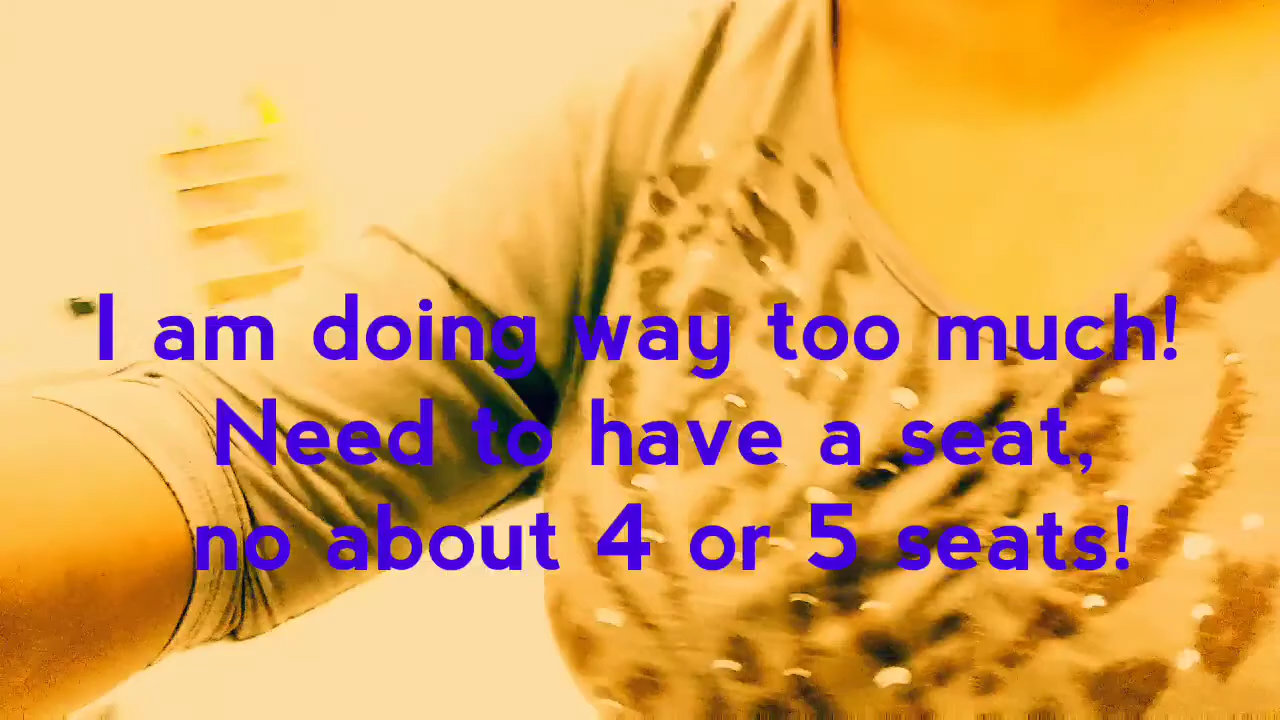 I am doing way too much!
Need to have a seat,
no about 4 or 5 seats!